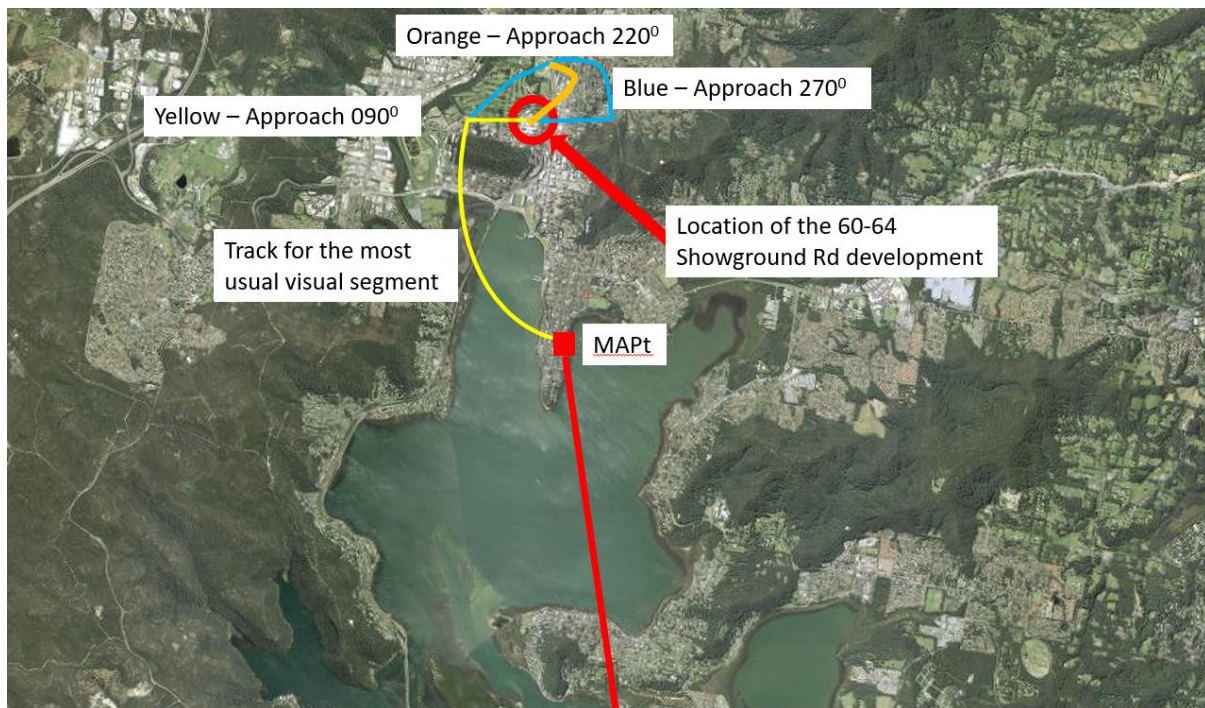 Orange – Approach 220⁰
Blue – Approach 270⁰
Yellow – Approach 090⁰
Location of the 60-64
Showground Rd development
Track for the most
usual visual segment
MAPt